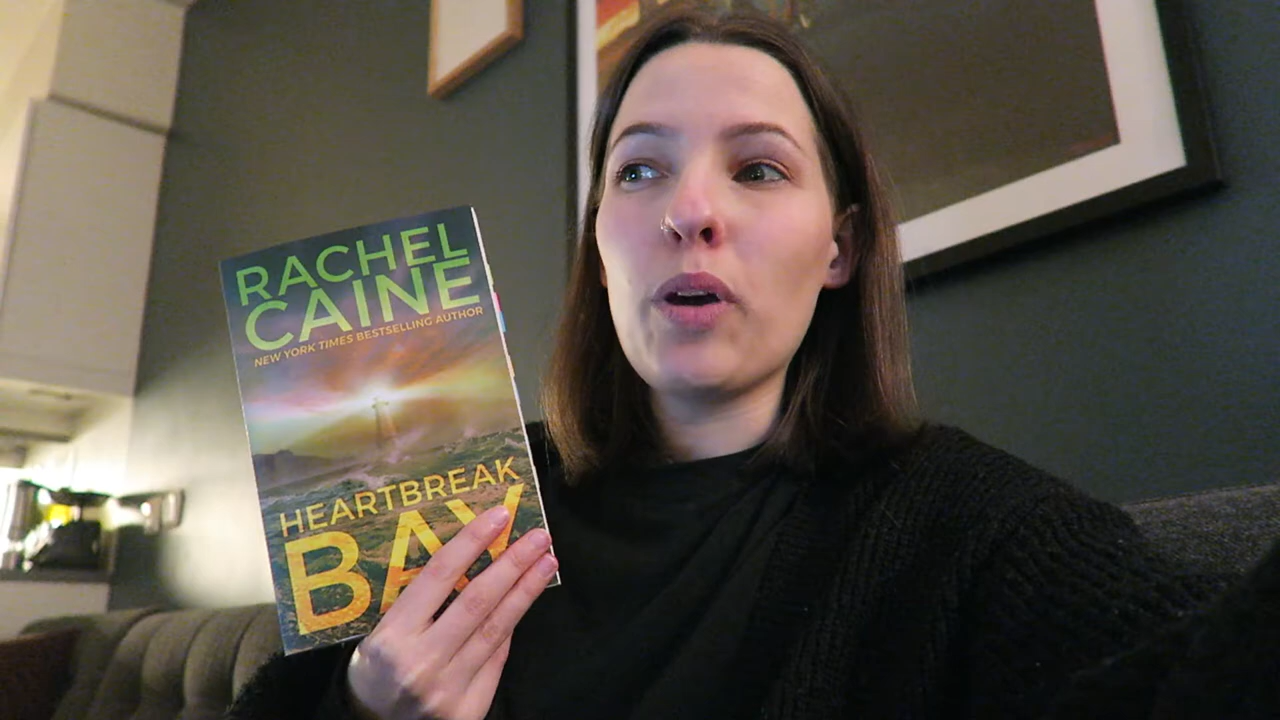 RACHEL
CAINE
NEW YORK TIMES BESTSELLING AUTHOR
HEARTBREAK
BAY